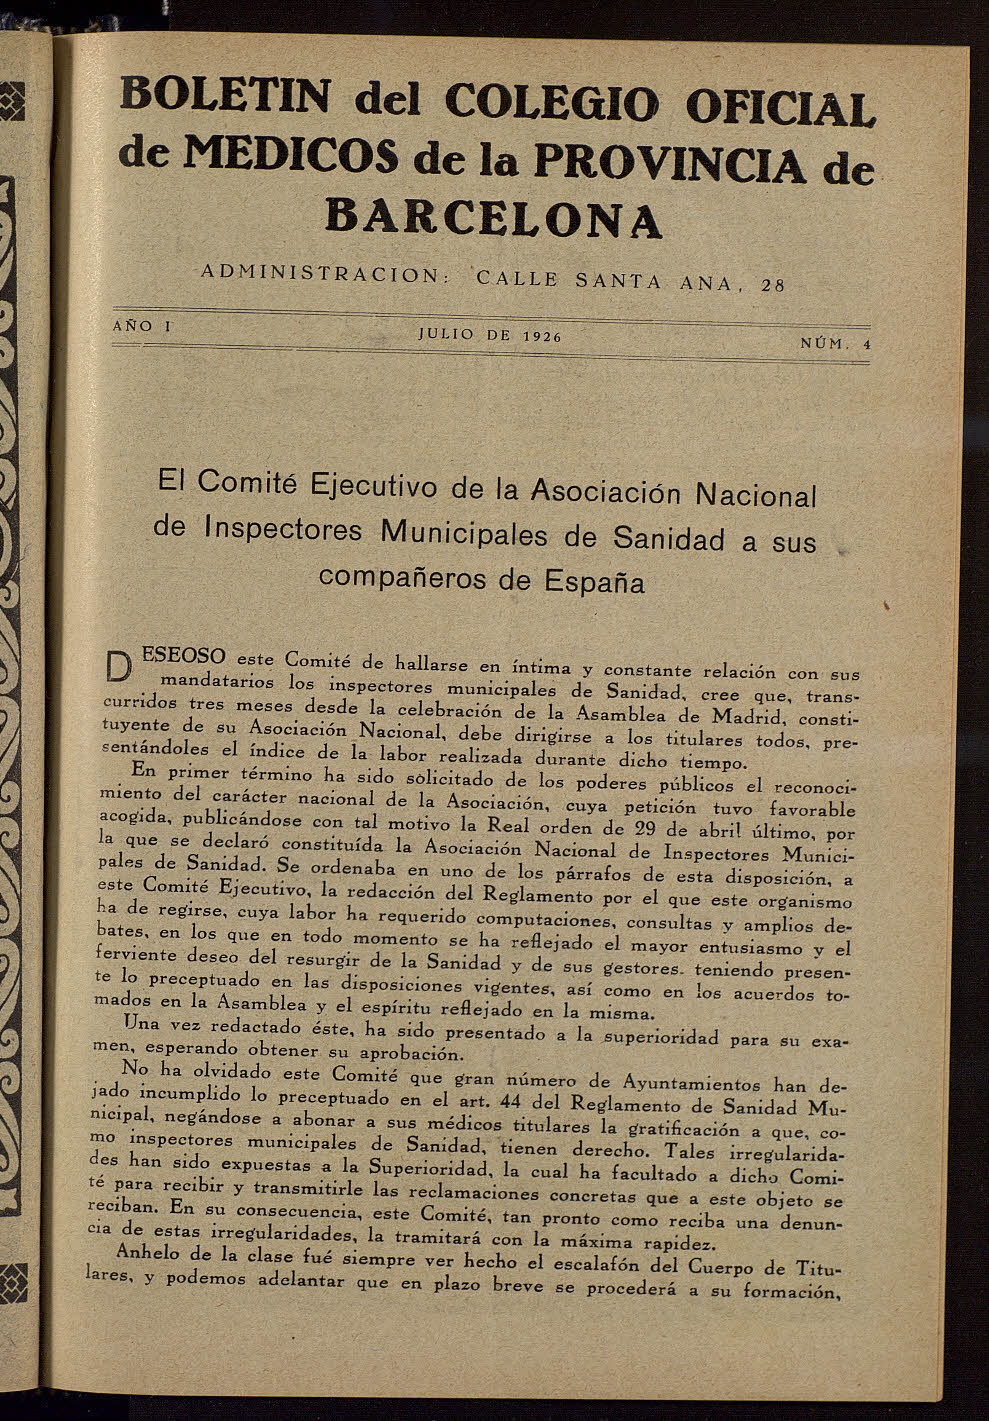 BOLETIN del COLEGIO OFICIAL
de MEDICOS de la PROVINCIA de
BARCELONA
ADMINISTRACION: CALLE SANTA ANA, 28
AÑO I JULIO DE 1926 NÚM. 4
El Comité Ejecutivo de la Asociación Nacional
de Inspectores Municipales de Sanidad a sus
compañeros de España
DESEOSO este Comité de hallarse en íntima y constante relación con sus
mandatarios los inspectores municipales de Sanidad, cree que, trans-
curridos tres meses desde la celebración de la Asamblea de Madrid, consti-
tuyente de su Asociación Nacional, debe dirigirse a los titulares todos, pre-
sentándoles el índice de la labor realizada durante dicho tiempo.
En primer término ha sido solicitado de los poderes públicos el reconoci-
miento del carácter nacional de la Asociación, cuya petición tuvo favorable
acogida, publicándose con tal motivo la Real orden de 29 de abril último, por
la que se declaró constituída la Asociación Nacional de Inspectores Munici-
pales de Sanidad. Se ordenaba en uno de los párrafos de esta disposición, a
este Comité Ejecutivo, la redacción del Reglamento por el que este organismo
ha de regirse, cuya labor ha requerido computaciones, consultas y amplios de-
bates, en los que en todo momento se ha reflejado el mayor entusiasmo y el
ferviente deseo del resurgir de la Sanidad y de sus gestores. teniendo presen-
te lo preceptuado en las disposiciones vigentes, así como en los acuerdos to-
mados en la Asamblea y el espíritu reflejado en la misma.
Una vez redactado éste, ha sido presentado a la superioridad para su exa-
men, esperando obtener su aprobación.
No ha olvidado este Comité que gran número de Ayuntamientos han de-
jado incumplido lo preceptuado en el art. 44 del Reglamento de Sanidad Mu-
nicipal, negándose a abonar a sus médicos titulares la gratificación a que, co-
mo inspectores municipales de Sanidad, tienen derecho. Tales irregularida-
des han sido expuestas a la Superioridad, la cual ha facultado a dicho Comi-
té para recibir y transmitirle las reclamaciones concretas que a este objeto se
reciban. En su consecuencia, este Comité, tan pronto como reciba una denun-
cia de estas irregularidades, la tramitará con la máxima rapidez.
Anhelo de la clase fué siempre ver hecho el escalafón del Cuerpo de Titu-
lares, y podemos adelantar que en plazo breve se procederá a su formación,